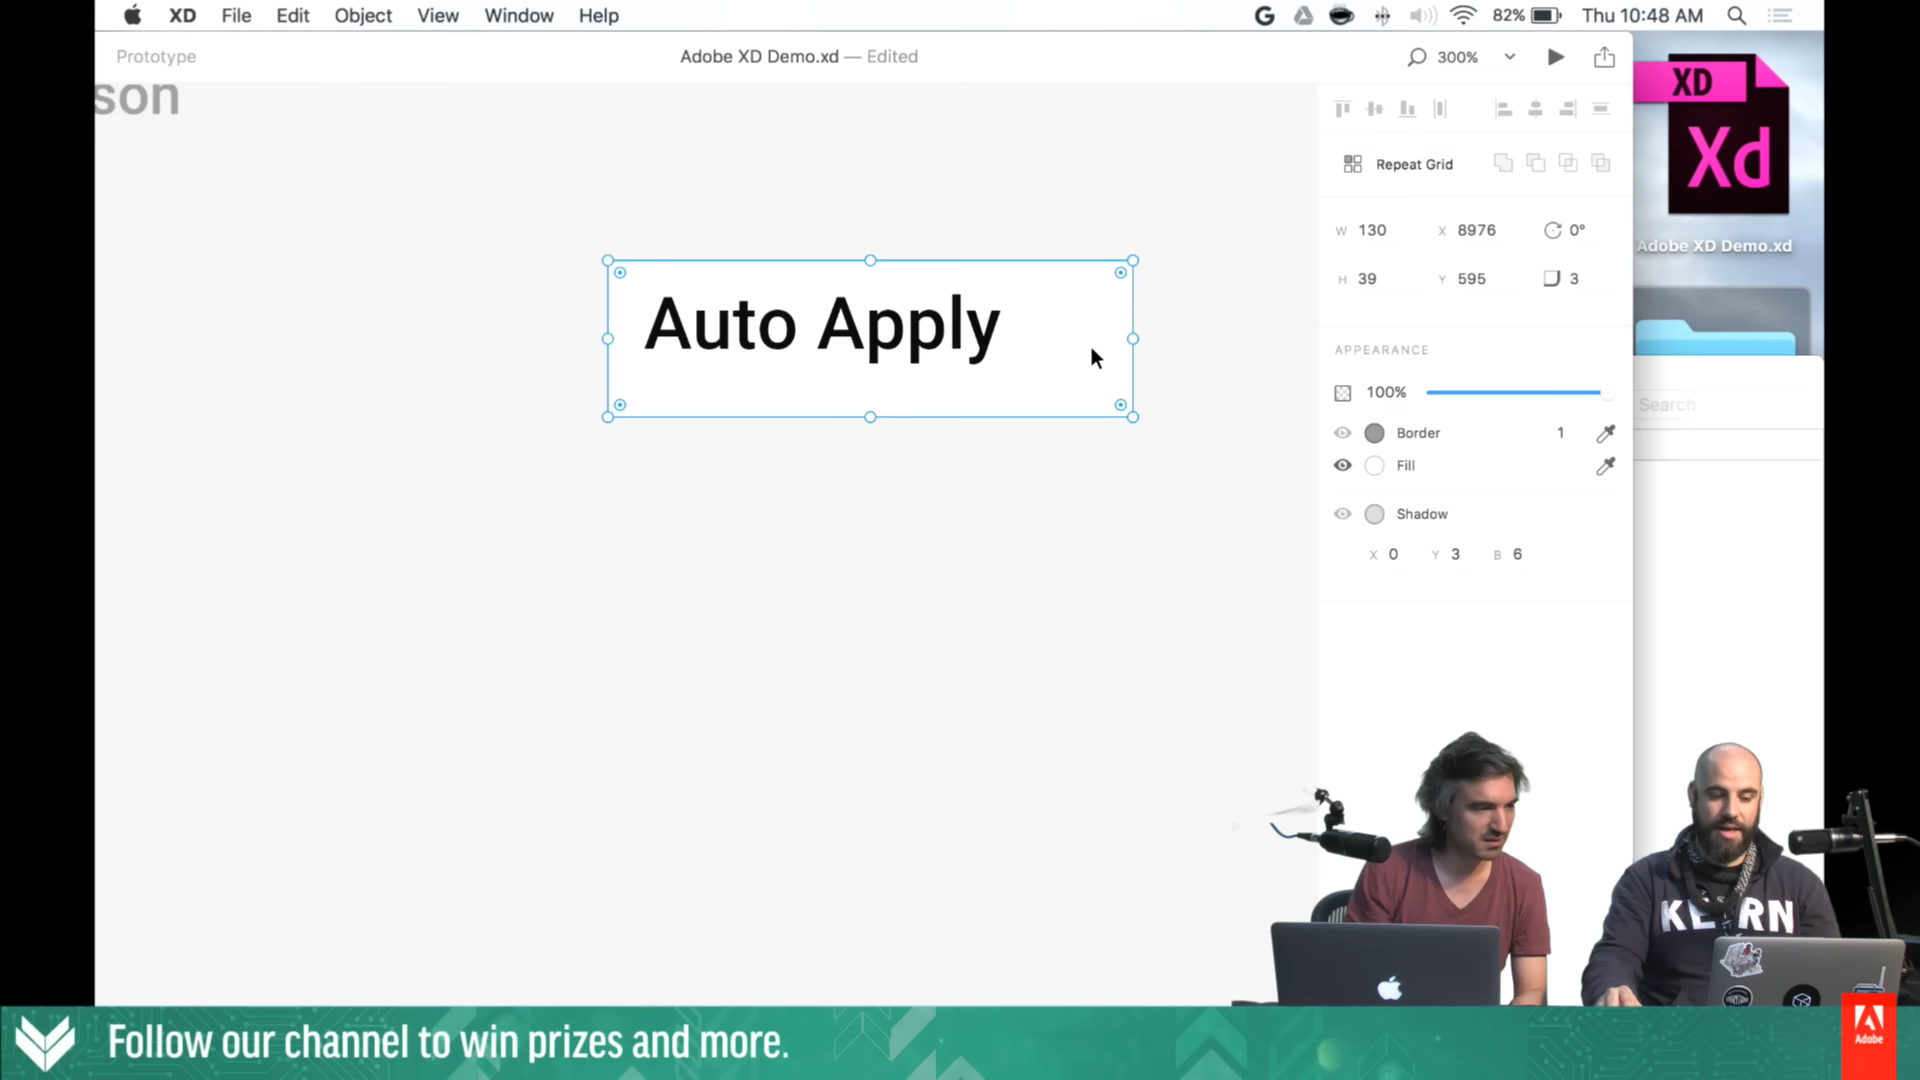 XD File Edit Object View Window Help
G 82% Thu 10:48 AM
Prototype
Adobe XD Demo.xd — Edited
300%
son
XD
Xd
Adobe XD Demo.xd
Repeat Grid
W 130 X 8976 0°
H 39 Y 595 3
Auto Apply
APPEARANCE
100%
Search
Border 1
Fill
Shadow
X 0 Y 3 B 6
KERN
Follow our channel to win prizes and more.
Adobe